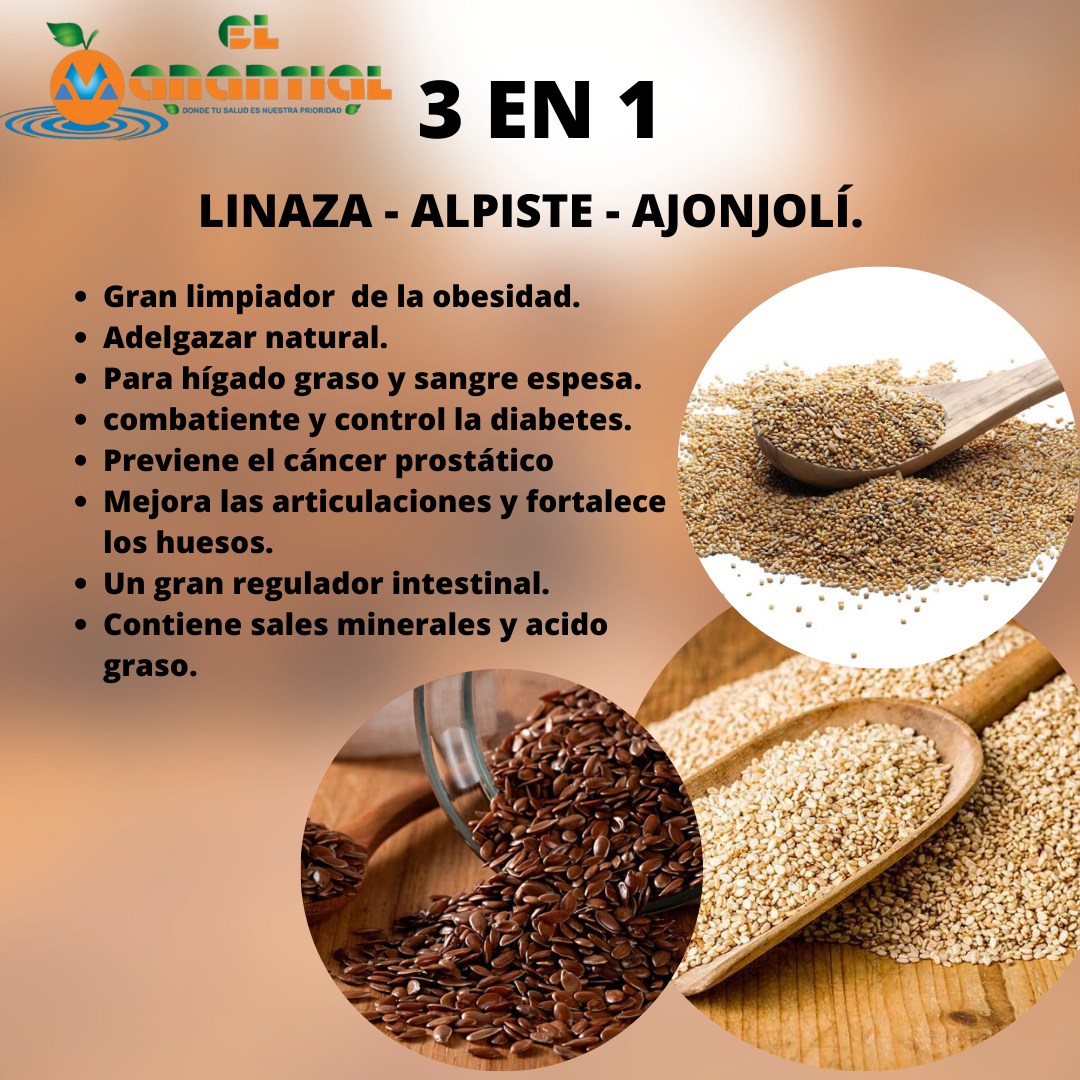 EL
MANANTIAL
DONDE TU SALUD ES NUESTRA PRIORIDAD
3 EN 1
LINAZA - ALPISTE - AJONJOLÍ.
• Gran limpiador de la obesidad.
• Adelgazar natural.
• Para hígado graso y sangre espesa.
• combatiente y control la diabetes.
• Previene el cáncer prostático
• Mejora las articulaciones y fortalece
los huesos.
• Un gran regulador intestinal.
• Contiene sales minerales y acido
graso.